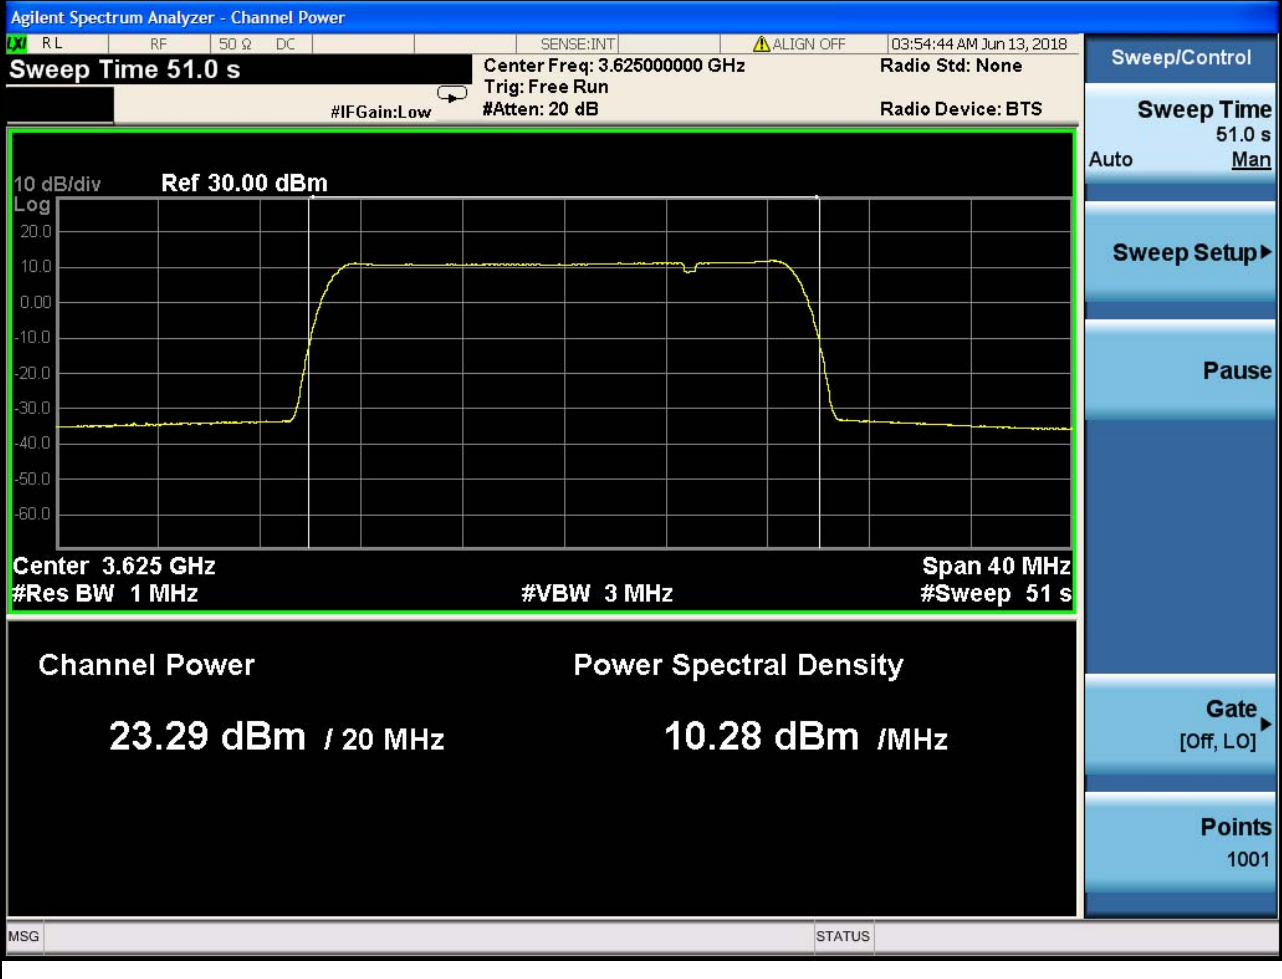 Agilent Spectrum Analyzer - Channel Power
LXI RL RF 50 Ω DC SENSE:INT ALIGN OFF 03:54:44 AM Jun 13, 2018
Sweep Time 51.0 s
Center Freq: 3.625000000 GHz
Radio Std: None
Trig: Free Run
#IFGain:Low
#Atten: 20 dB
Radio Device: BTS
10 dB/div Ref 30.00 dBm
Log
20.0
10.0
0.00
-10.0
-20.0
-30.0
-40.0
-50.0
-60.0
Center 3.625 GHz Span 40 MHz
#Res BW 1 MHz #VBW 3 MHz #Sweep 51 s
Channel Power Power Spectral Density
23.29 dBm / 20 MHz 10.28 dBm /MHz
MSG STATUS
Sweep/Control
Sweep Time
51.0 s
Auto Man
Sweep Setup
Pause
Gate
[Off, LO]
Points
1001